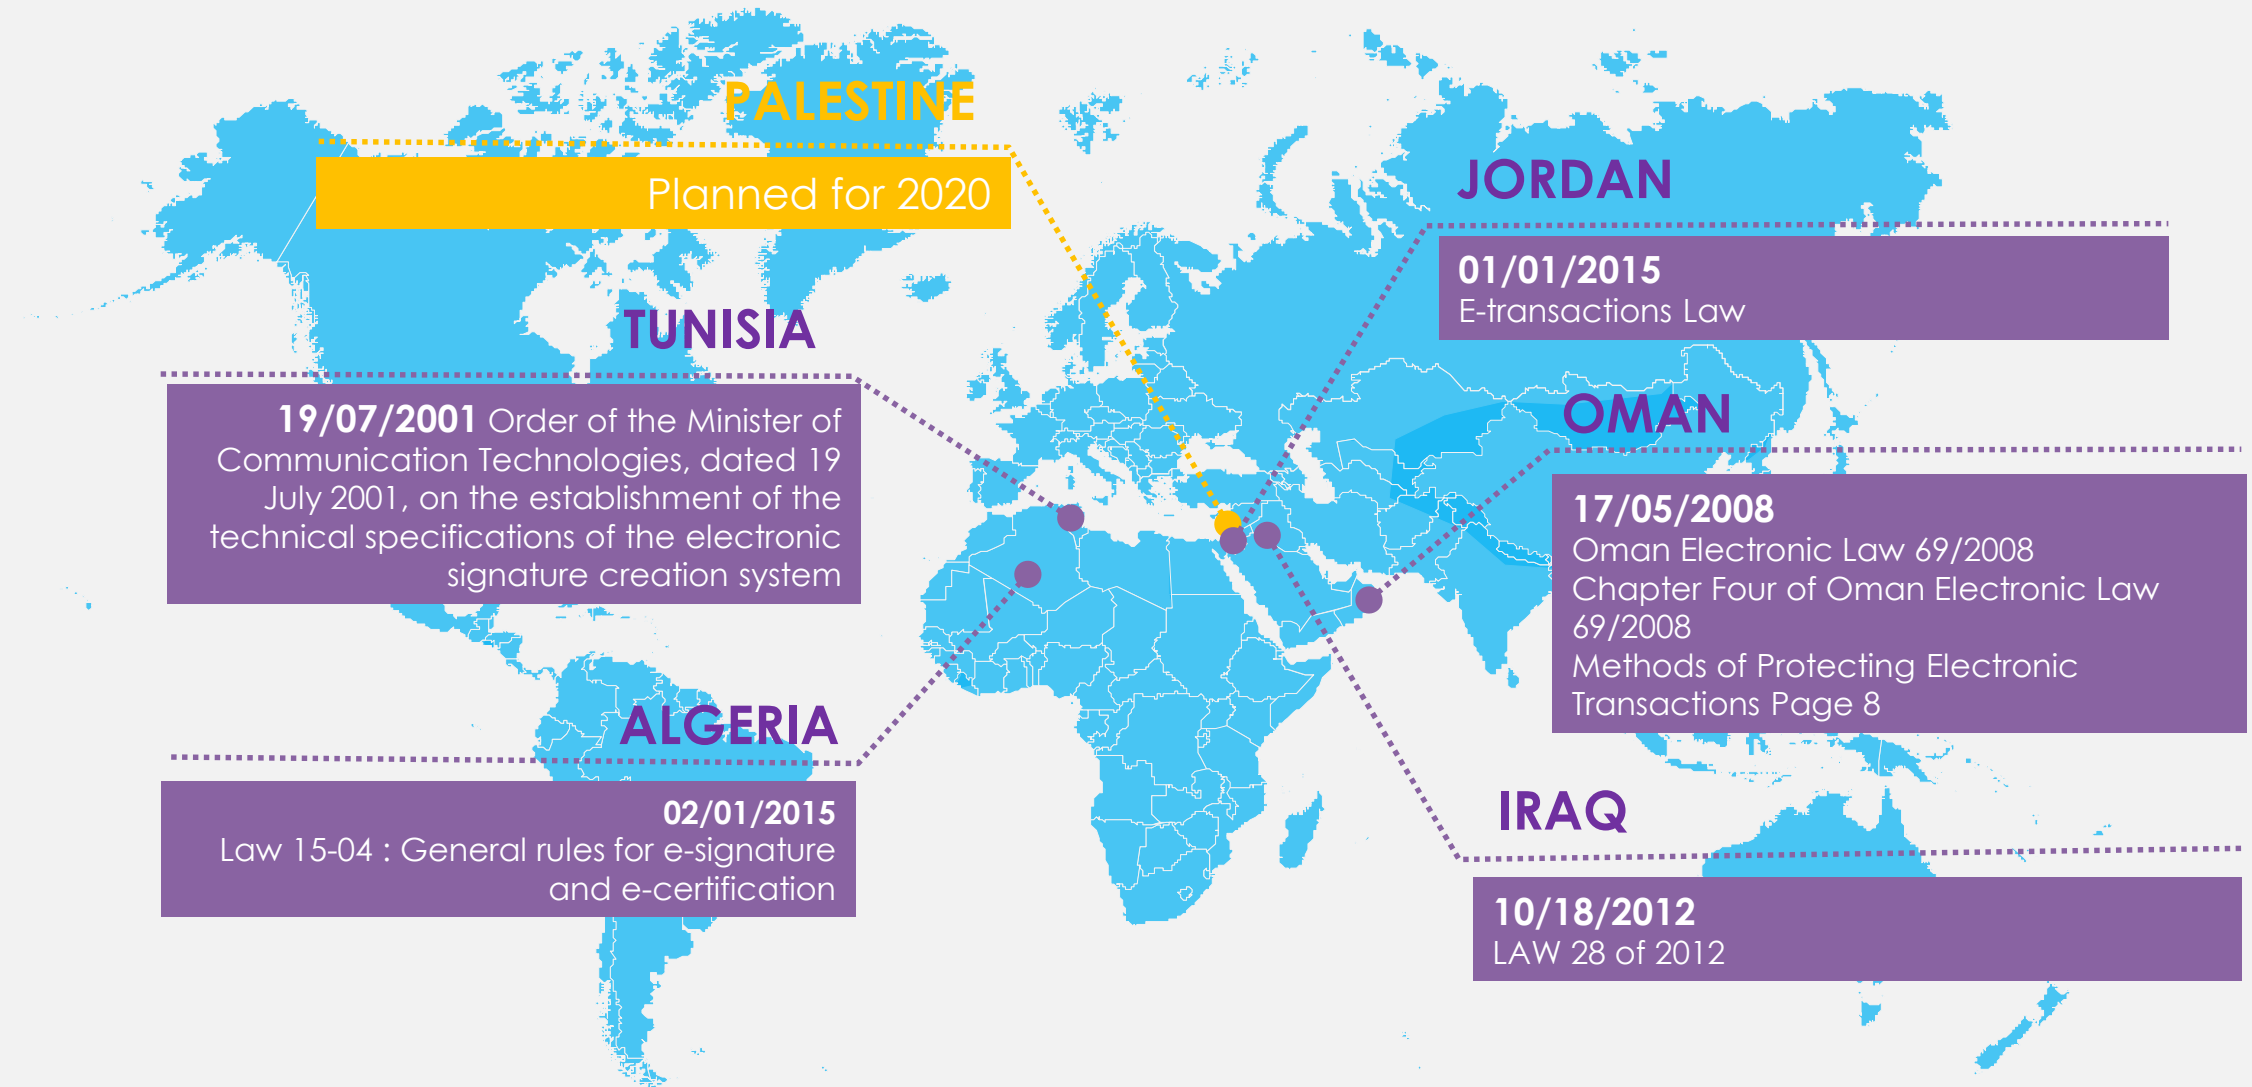 PALESTINE
Planned for 2020
TUNISIA
19/07/2001 Order of the Minister of
Communication Technologies, dated 19
July 2001, on the establishment of the
technical specifications of the electronic
signature creation system
ALGERIA
02/01/2015
Law 15-04 : General rules for e-signature
and e-certification
JORDAN
01/01/2015
E-transactions Law
OMAN
17/05/2008
Oman Electronic Law 69/2008
Chapter Four of Oman Electronic Law
69/2008
Methods of Protecting Electronic
Transactions Page 8
IRAQ
10/18/2012
LAW 28 of 2012